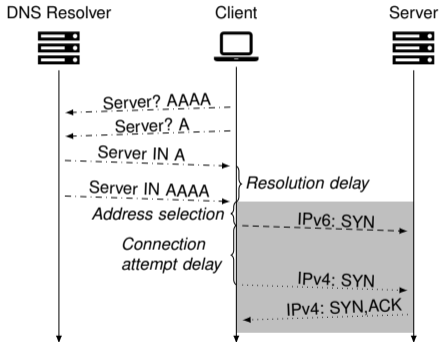 DNS Resolver
Client
Server
Server? AAAA
Server? A
Server IN A
Resolution delay
Server IN AAAA
Address selection
IPv6: SYN
Connection
attempt delay
IPv4: SYN
IPv4: SYN,ACK